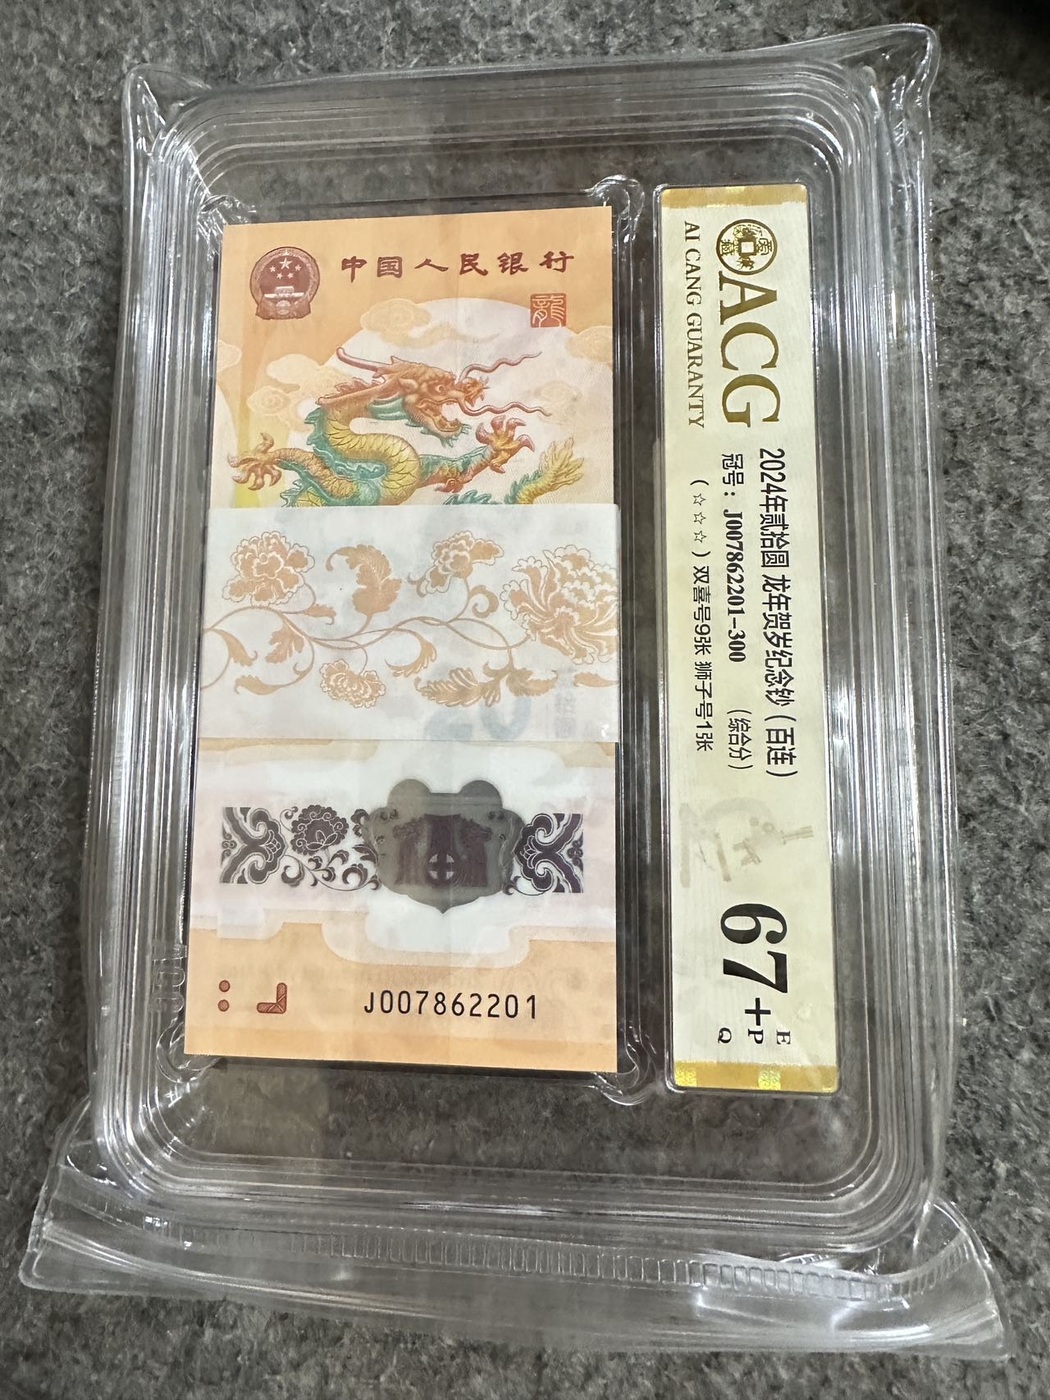 中国人民银行
龍
J007862201
ACG
AI CANG GUARANTY
2024年贰拾圆 龙年贺岁纪念钞（百连）
冠号：J007862201-300 （综合分）
（☆☆☆）双喜号9张 狮子号1张
67+
E
P
Q